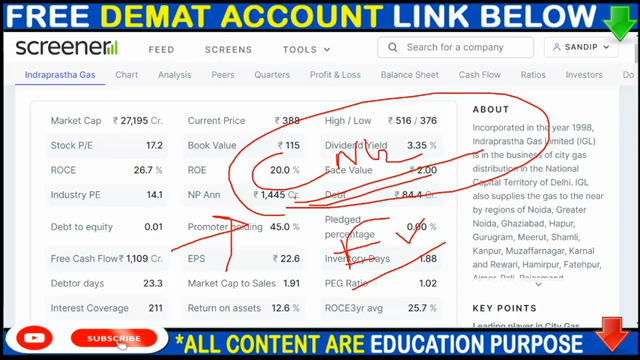 FREE DEMAT ACCOUNT LINK BELOW
screener
FEED
SCREENS
TOOLS
Search for a company
SANDIP
Indraprastha Gas
Chart
Analysis
Peers
Quarters
Profit & Loss
Balance Sheet
Cash Flow
Ratios
Investors
Market Cap ₹ 27,195 Cr.
Current Price ₹ 388
High / Low ₹ 516 / 376
Stock P/E 17.2
Book Value ₹ 115
Dividend Yield 3.35 %
ROCE 26.7 %
ROE 20.0 %
Face Value ₹ 2.00
Industry PE 14.1
NP Ann ₹ 1,445 Cr.
Debt ₹ 84.4 Cr.
Debt to equity 0.01
Promoter holding 45.0 %
Pledged percentage 0.00 %
Free Cash Flow ₹ 1,109 Cr.
EPS ₹ 22.6
Inventory Days 1.88
Debtor days 23.3
Market Cap to Sales 1.91
PEG Ratio 1.02
Interest Coverage 211
Return on assets 12.6 %
ROCE3yr avg 25.7 %
EV
ABOUT
Incorporated in the year 1998,
Indraprastha Gas Limited (IGL)
is in the business of city gas
distribution in the National
Capital Territory of Delhi. IGL
also supplies the gas to the near
by regions of Noida, Greater
Noida, Ghaziabad, Hapur,
Gurugram, Meerut, Shamli,
Kanpur, Muzaffarnagar, Karnal
and Rewari, Hamirpur, Fatehpur,
KEY POINTS
Leading player in City Gas
SUBSCRIBE
*ALL CONTENT ARE EDUCATION PURPOSE